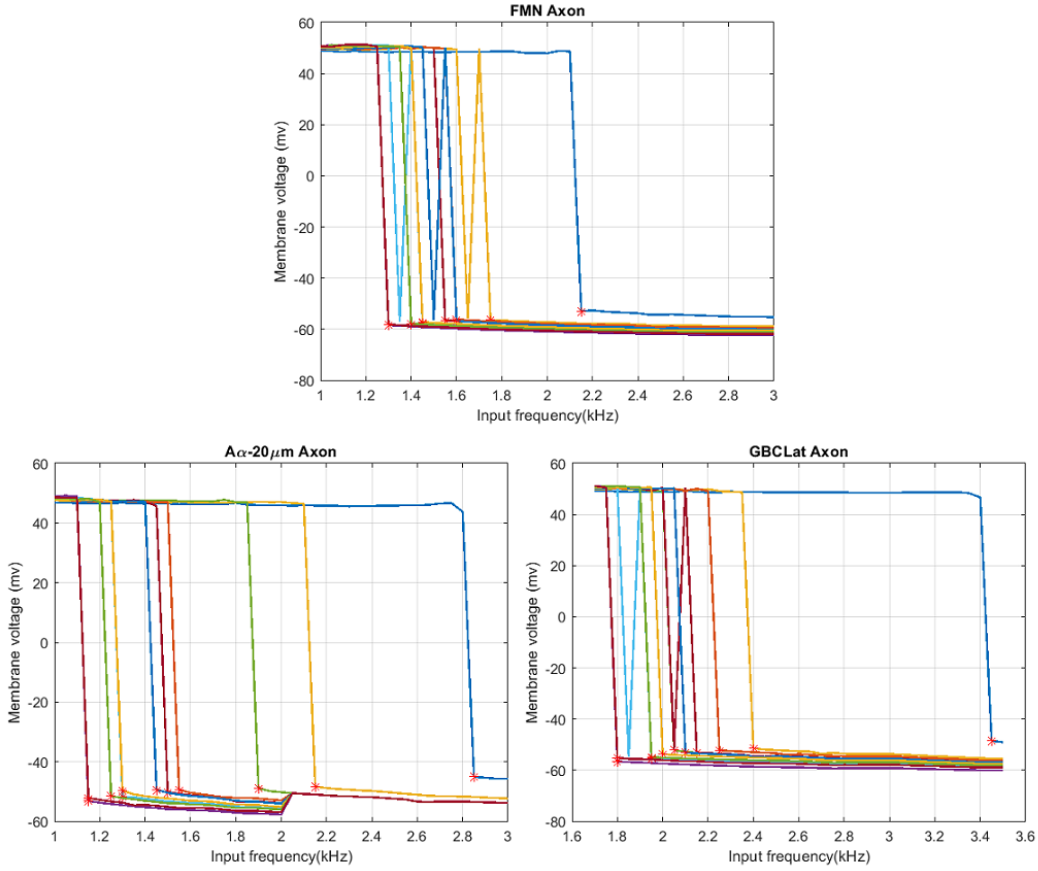 FMN Axon
60
40
20
0
-20
-40
-60
-80
Membrane voltage (mv)
1 1.2 1.4 1.6 1.8 2 2.2 2.4 2.6 2.8 3
Input frequency(kHz)
Aα-20μm Axon
60
40
20
0
-20
-40
-60
Membrane voltage (mv)
1 1.2 1.4 1.6 1.8 2 2.2 2.4 2.6 2.8 3
Input frequency(kHz)
GBCLat Axon
60
40
20
0
-20
-40
-60
-80
Membrane voltage (mv)
1.6 1.8 2 2.2 2.4 2.6 2.8 3 3.2 3.4 3.6
Input frequency(kHz)